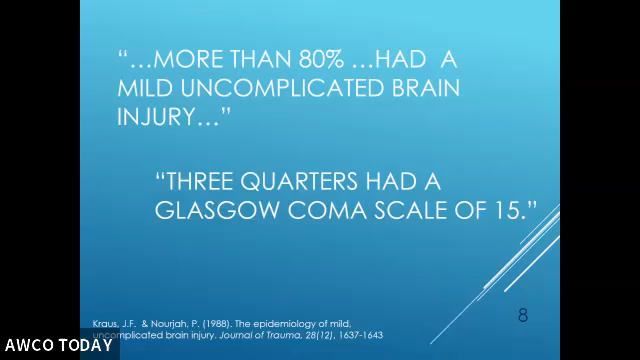 “…MORE THAN 80% …HAD A
MILD UNCOMPLICATED BRAIN
INJURY…”
“THREE QUARTERS HAD A
GLASGOW COMA SCALE OF 15.”
8
Kraus, J.F. & Nourjah, P. (1988). The epidemiology of mild,
uncomplicated brain injury. Journal of Trauma, 28(12), 1637-1643
AWCO TODAY